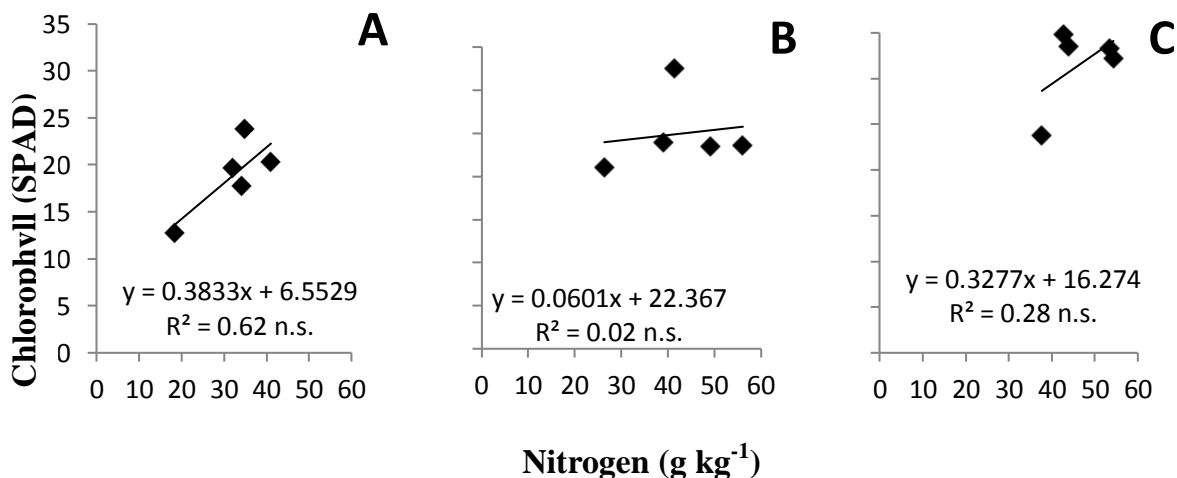 A
B
C
Chlorophyll (SPAD)
35
30
25
20
15
10
5
0
y = 0.3833x + 6.5529
R² = 0.62 n.s.
y = 0.0601x + 22.367
R² = 0.02 n.s.
y = 0.3277x + 16.274
R² = 0.28 n.s.
0 10 20 30 40 50 60
0 10 20 30 40 50 60
0 10 20 30 40 50 60
Nitrogen (g kg⁻¹)